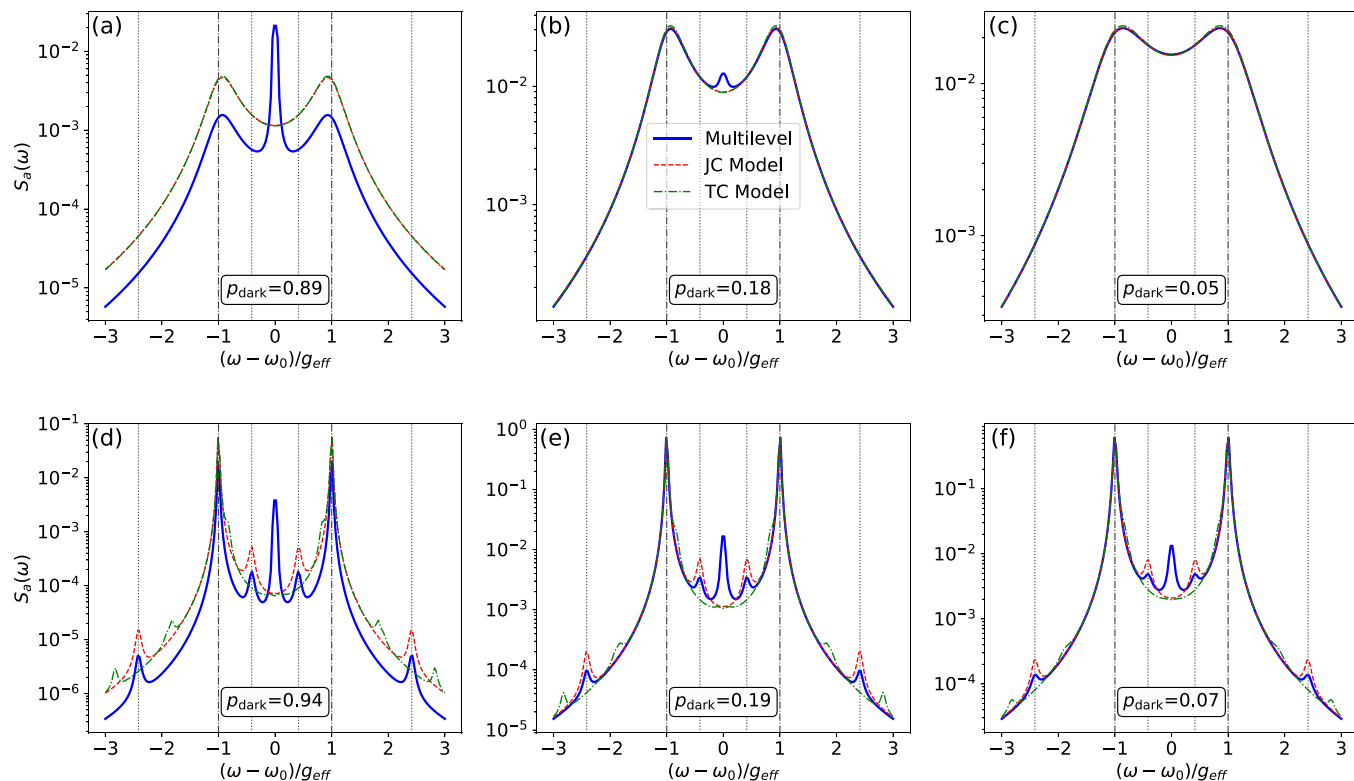 (a)
S_a(ω)
10^{-2}
10^{-3}
10^{-4}
10^{-5}
p_dark=0.89
−3 −2 −1 0 1 2 3
(ω − ω_0)/g_eff
(b)
10^{-2}
10^{-3}
Multilevel
JC Model
TC Model
p_dark=0.18
−3 −2 −1 0 1 2 3
(ω − ω_0)/g_eff
(c)
10^{-2}
10^{-3}
p_dark=0.05
−3 −2 −1 0 1 2 3
(ω − ω_0)/g_eff
(d)
S_a(ω)
10^{-1}
10^{-2}
10^{-3}
10^{-4}
10^{-5}
10^{-6}
p_dark=0.94
−3 −2 −1 0 1 2 3
(ω − ω_0)/g_eff
(e)
10^{0}
10^{-1}
10^{-2}
10^{-3}
10^{-4}
10^{-5}
p_dark=0.19
−3 −2 −1 0 1 2 3
(ω − ω_0)/g_eff
(f)
10^{-1}
10^{-2}
10^{-3}
10^{-4}
p_dark=0.07
−3 −2 −1 0 1 2 3
(ω − ω_0)/g_eff